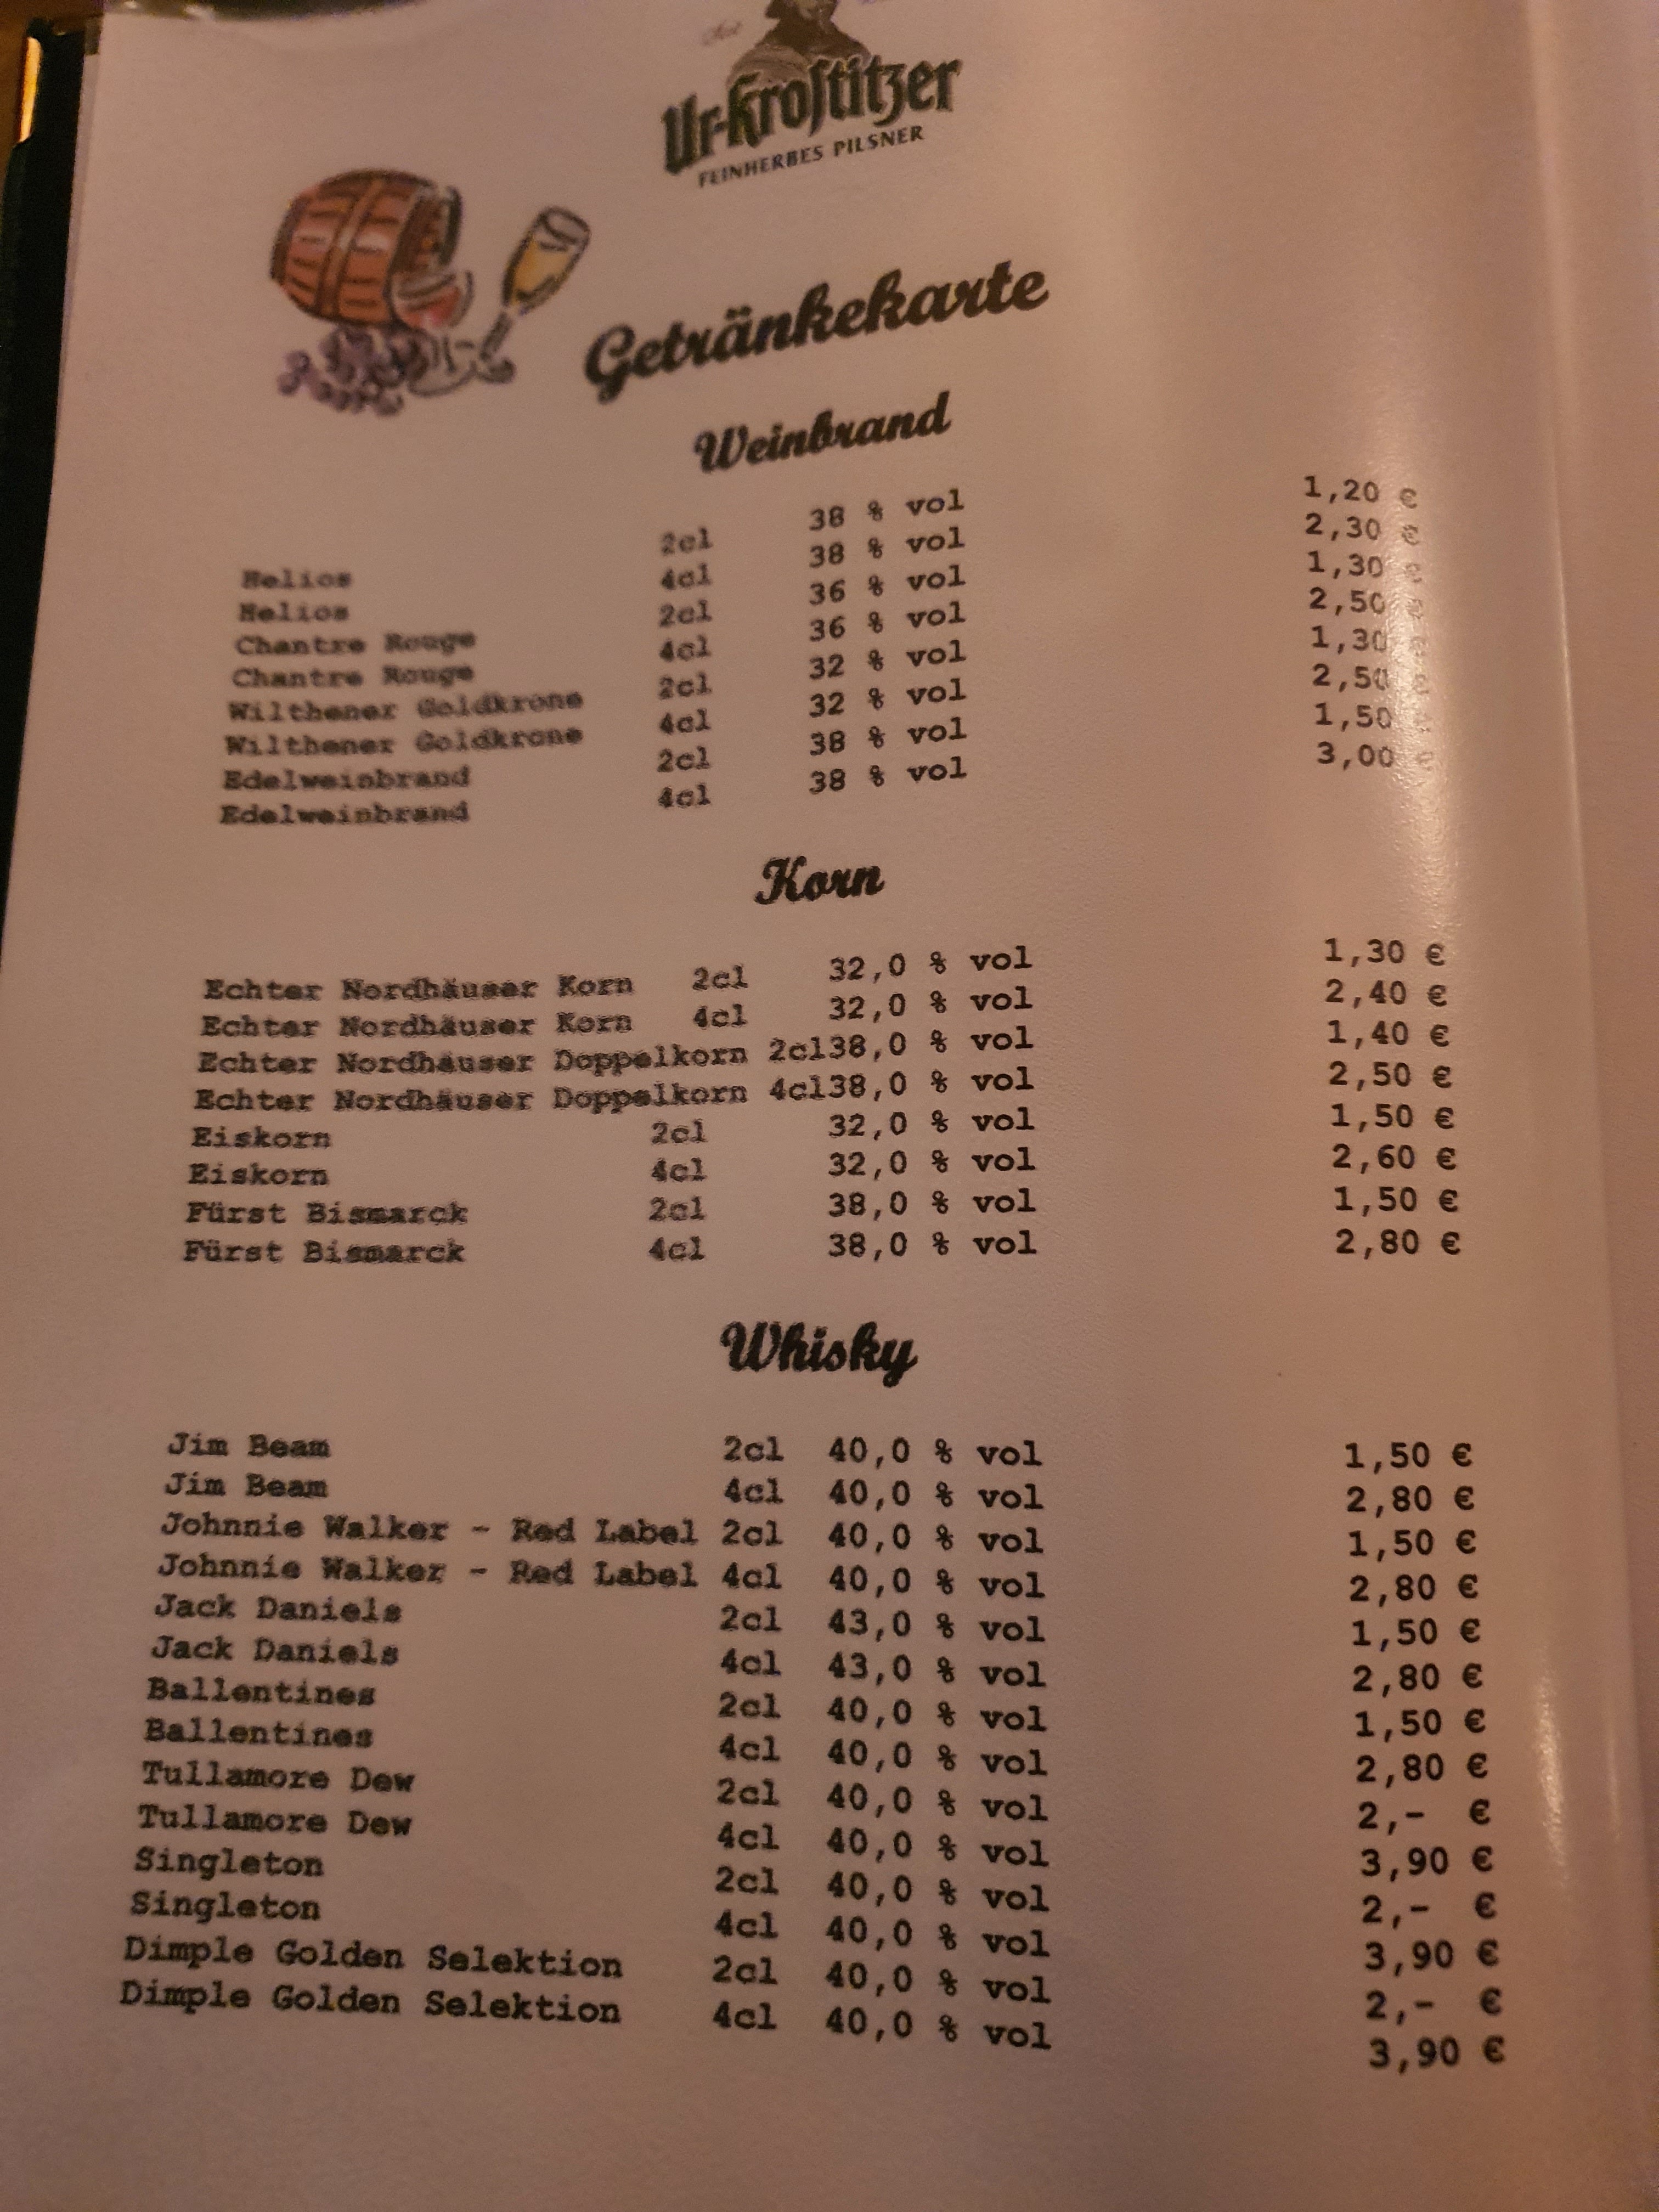 Ur-Krostitzer
FEINHERBES PILSNER
Getränkekarte
Weinbrand
Helios 2cl 38 % vol 1,20 €
Helios 4cl 38 % vol 2,30 €
Chantre Rouge 2cl 36 % vol 1,30 €
Chantre Rouge 4cl 36 % vol 2,50 €
Wilthener Goldkrone 2cl 32 % vol 1,30 €
Wilthener Goldkrone 4cl 32 % vol 2,50 €
Edelweinbrand 2cl 38 % vol 1,50 €
Edelweinbrand 4cl 38 % vol 3,00 €
Korn
Echter Nordhäuser Korn 2cl 32,0 % vol 1,30 €
Echter Nordhäuser Korn 4cl 32,0 % vol 2,40 €
Echter Nordhäuser Doppelkorn 2cl38,0 % vol 1,40 €
Echter Nordhäuser Doppelkorn 4cl38,0 % vol 2,50 €
Eiskorn 2cl 32,0 % vol 1,50 €
Eiskorn 4cl 32,0 % vol 2,60 €
Fürst Bismarck 2cl 38,0 % vol 1,50 €
Fürst Bismarck 4cl 38,0 % vol 2,80 €
Whisky
Jim Beam 2cl 40,0 % vol 1,50 €
Jim Beam 4cl 40,0 % vol 2,80 €
Johnnie Walker - Red Label 2cl 40,0 % vol 1,50 €
Johnnie Walker - Red Label 4cl 40,0 % vol 2,80 €
Jack Daniels 2cl 43,0 % vol 1,50 €
Jack Daniels 4cl 43,0 % vol 2,80 €
Ballentines 2cl 40,0 % vol 1,50 €
Ballentines 4cl 40,0 % vol 2,80 €
Tullamore Dew 2cl 40,0 % vol 2,- €
Tullamore Dew 4cl 40,0 % vol 3,90 €
Singleton 2cl 40,0 % vol 2,- €
Singleton 4cl 40,0 % vol 3,90 €
Dimple Golden Selektion 2cl 40,0 % vol 2,- €
Dimple Golden Selektion 4cl 40,0 % vol 3,90 €